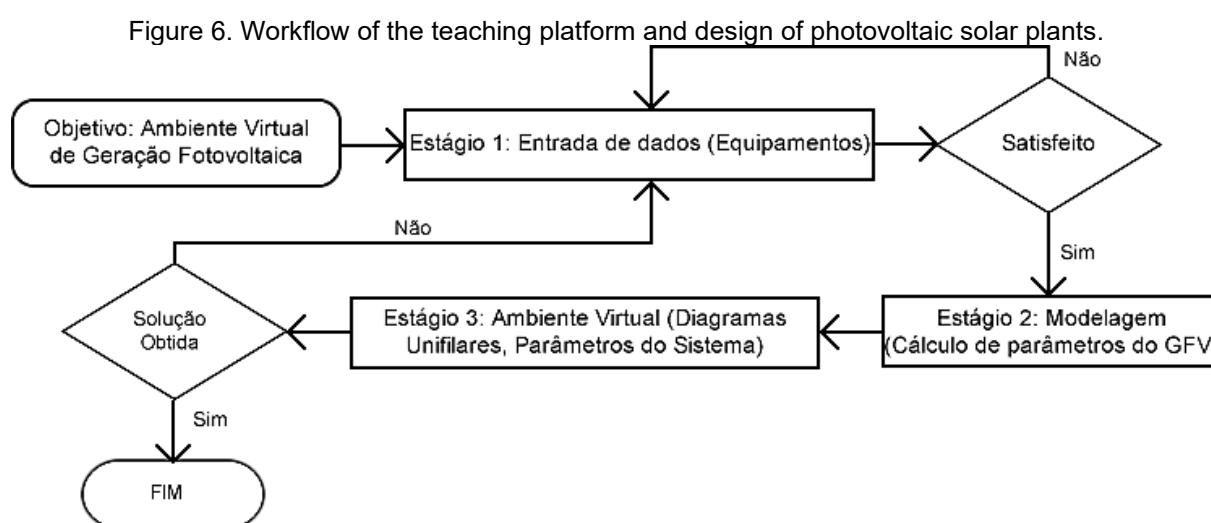 Figure 6. Workflow of the teaching platform and design of photovoltaic solar plants.
Não
Objetivo: Ambiente Virtual
de Geração Fotovoltaica
Estágio 1: Entrada de dados (Equipamentos)
Satisfeito
Não
Sim
Solução
Obtida
Estágio 3: Ambiente Virtual (Diagramas
Unifilares, Parâmetros do Sistema)
Estágio 2: Modelagem
(Cálculo de parâmetros do GFV
Sim
FIM